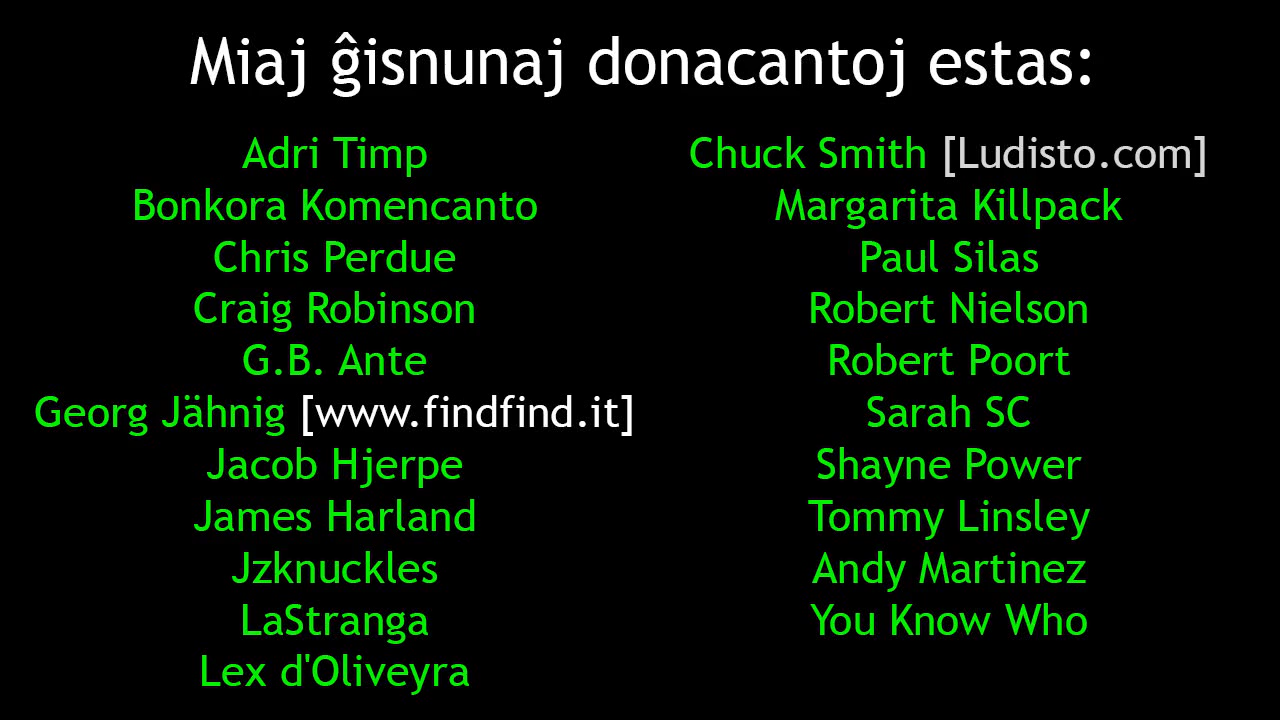 Miaj ĝisnunaj donacantoj estas:
Adri Timp
Bonkora Komencanto
Chris Perdue
Craig Robinson
G.B. Ante
Georg Jähnig [www.findfind.it]
Jacob Hjerpe
James Harland
Jzknuckles
LaStranga
Lex d'Oliveyra
Chuck Smith [Ludisto.com]
Margarita Killpack
Paul Silas
Robert Nielson
Robert Poort
Sarah SC
Shayne Power
Tommy Linsley
Andy Martinez
You Know Who